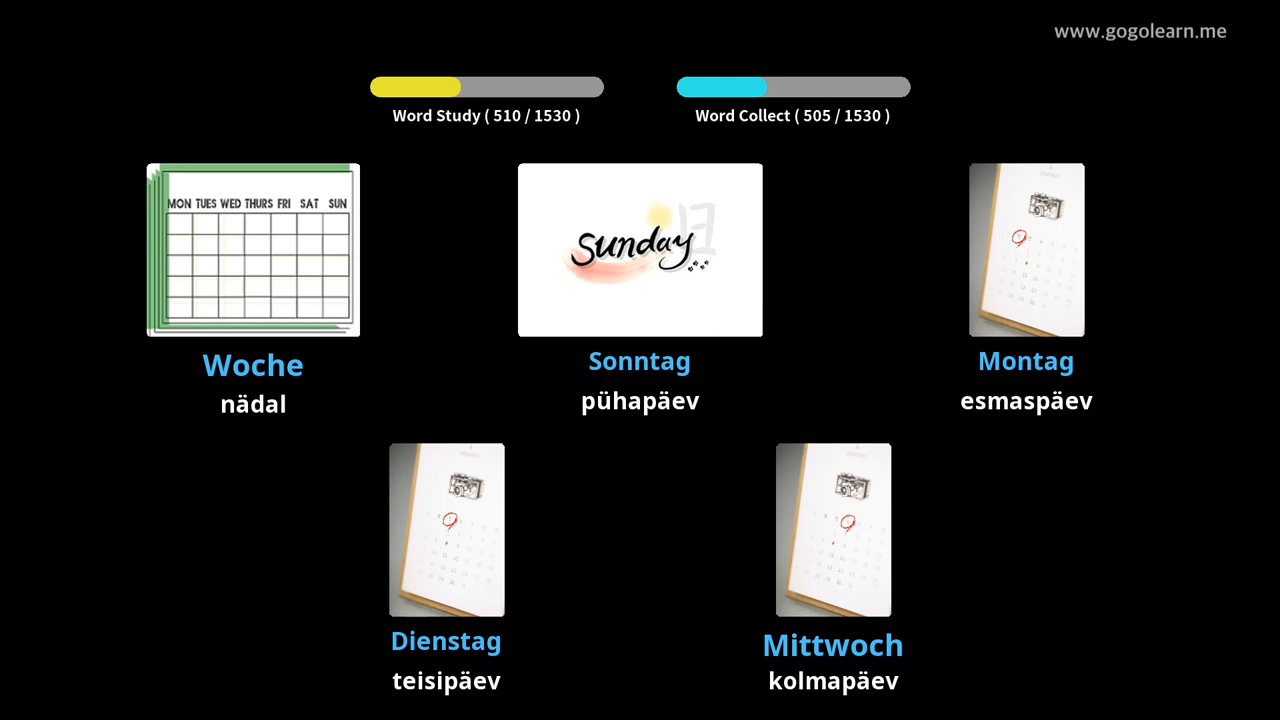 www.gogolearn.me
Word Study ( 510 / 1530 )
Word Collect ( 505 / 1530 )
MON TUES WED THURS FRI SAT SUN
Sunday
Woche
nädal
Sonntag
pühapäev
Montag
esmaspäev
Dienstag
teisipäev
Mittwoch
kolmapäev